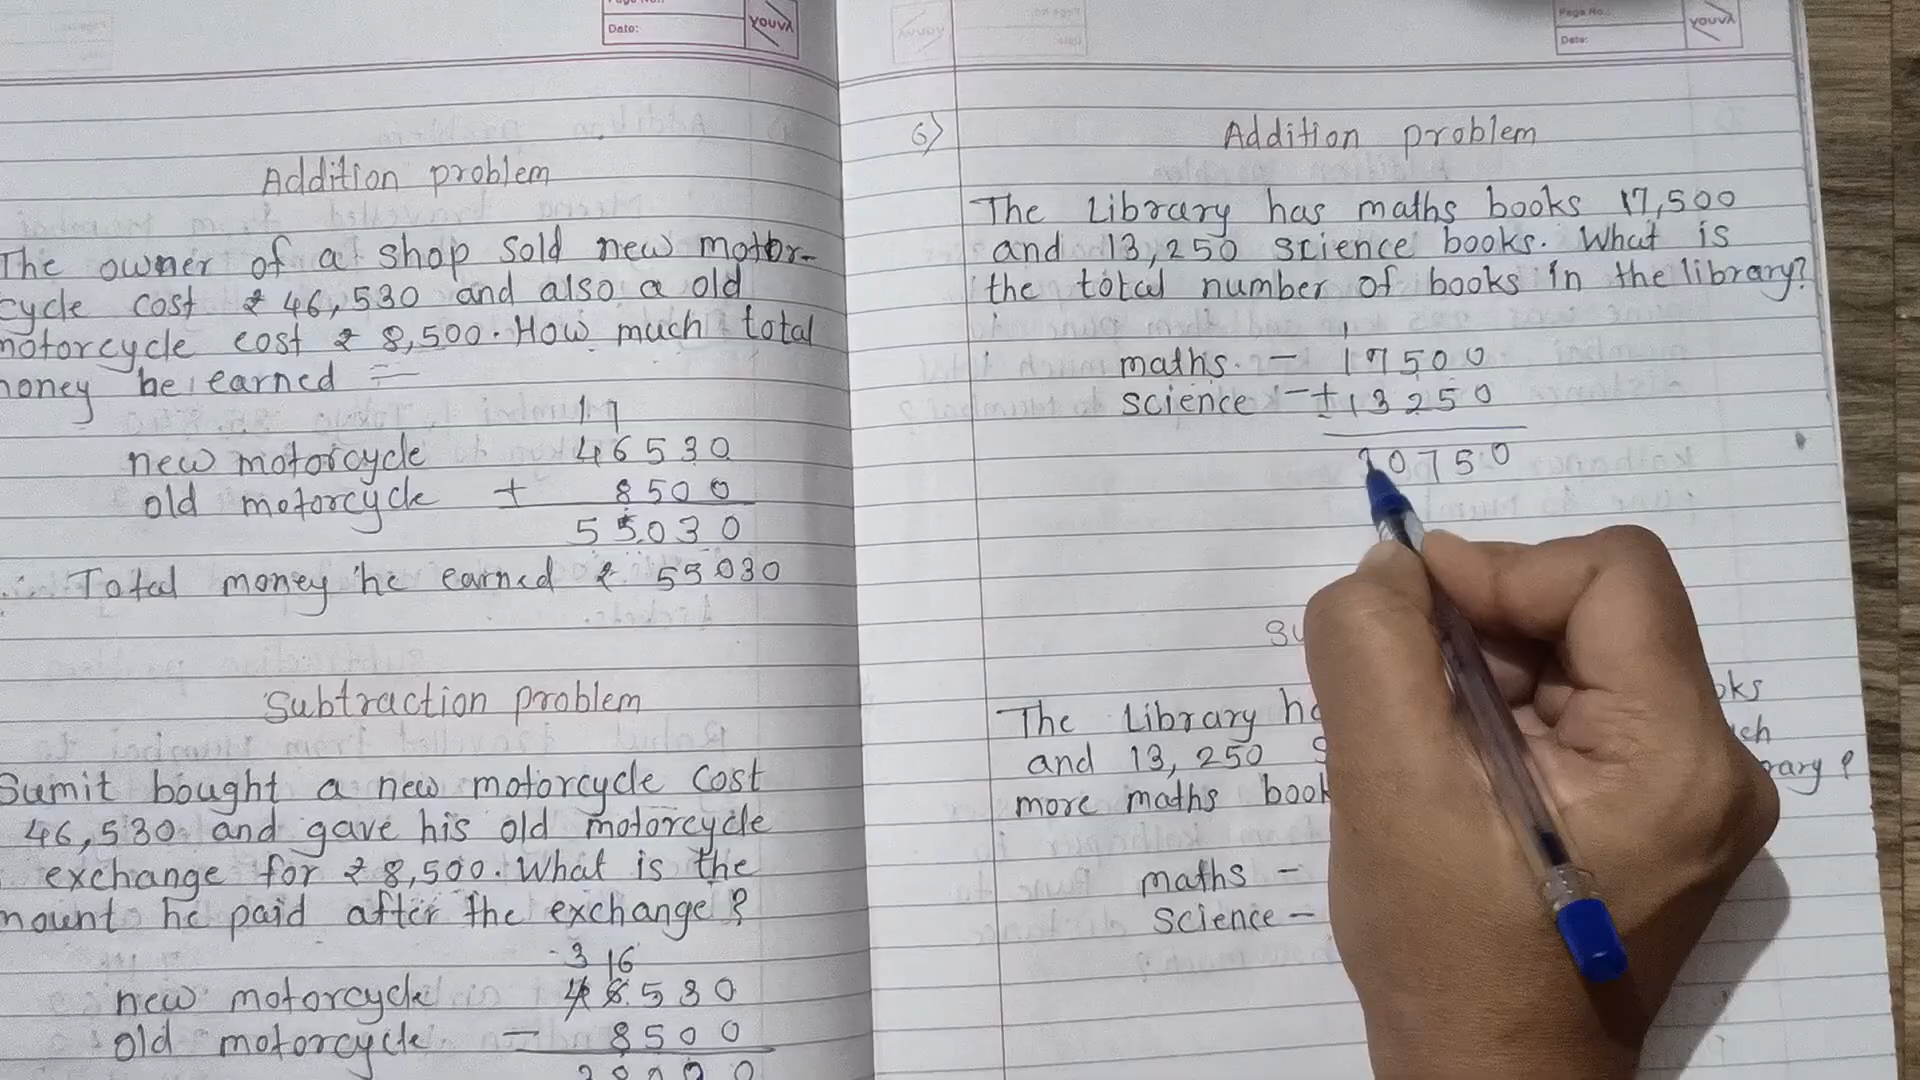 Date:
YOUVA
Addition problem
The owner of a shop sold new motor-
cycle cost ₹ 46,530 and also a old
motorcycle cost ₹ 8,500. How much total
money be earned =
1 1
new motorcycle 46530
old motorcycle + 8500
55030
Total money he earned ₹ 55030
Subtraction problem
Sumit bought a new motorcycle cost
46,530 and gave his old motorcycle
exchange for ₹ 8,500. What is the
mount he paid after the exchange?
3 16
new motorcycle 46530
old motorcycle - 8500
Page No.:
Date:
YOUVA
6) Addition problem
The Library has maths books 17,500
and 13,250 science books. What is
the total number of books in the library?
1
maths. - 17500
science - + 13250
0750
The Library
and 13,250
more maths
maths -
science -